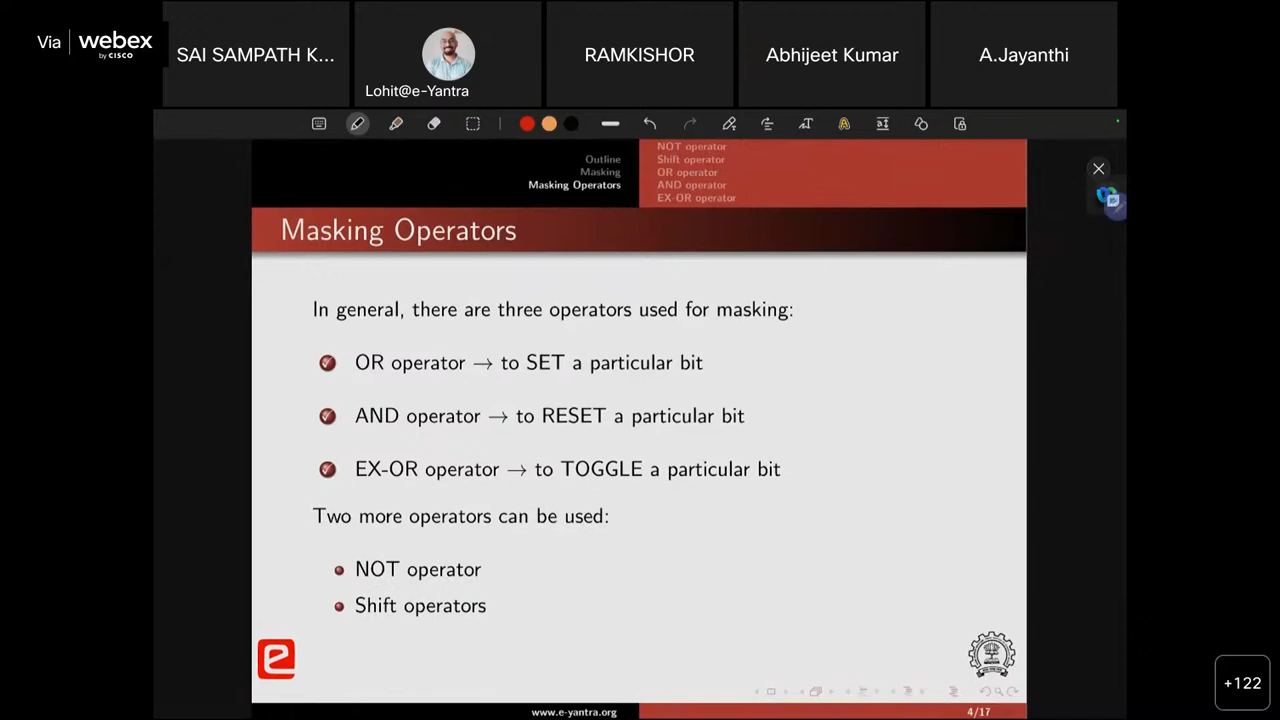 Via webex
by CISCO
SAI SAMPATH K...
Lohit@e-Yantra
RAMKISHOR
Abhijeet Kumar
A.Jayanthi
Outline
Masking
Masking Operators
NOT operator
Shift operator
OR operator
AND operator
EX-OR operator
Masking Operators
In general, there are three operators used for masking:
OR operator → to SET a particular bit
AND operator → to RESET a particular bit
EX-OR operator → to TOGGLE a particular bit
Two more operators can be used:
NOT operator
Shift operators
www.e-yantra.org
4/17
+122